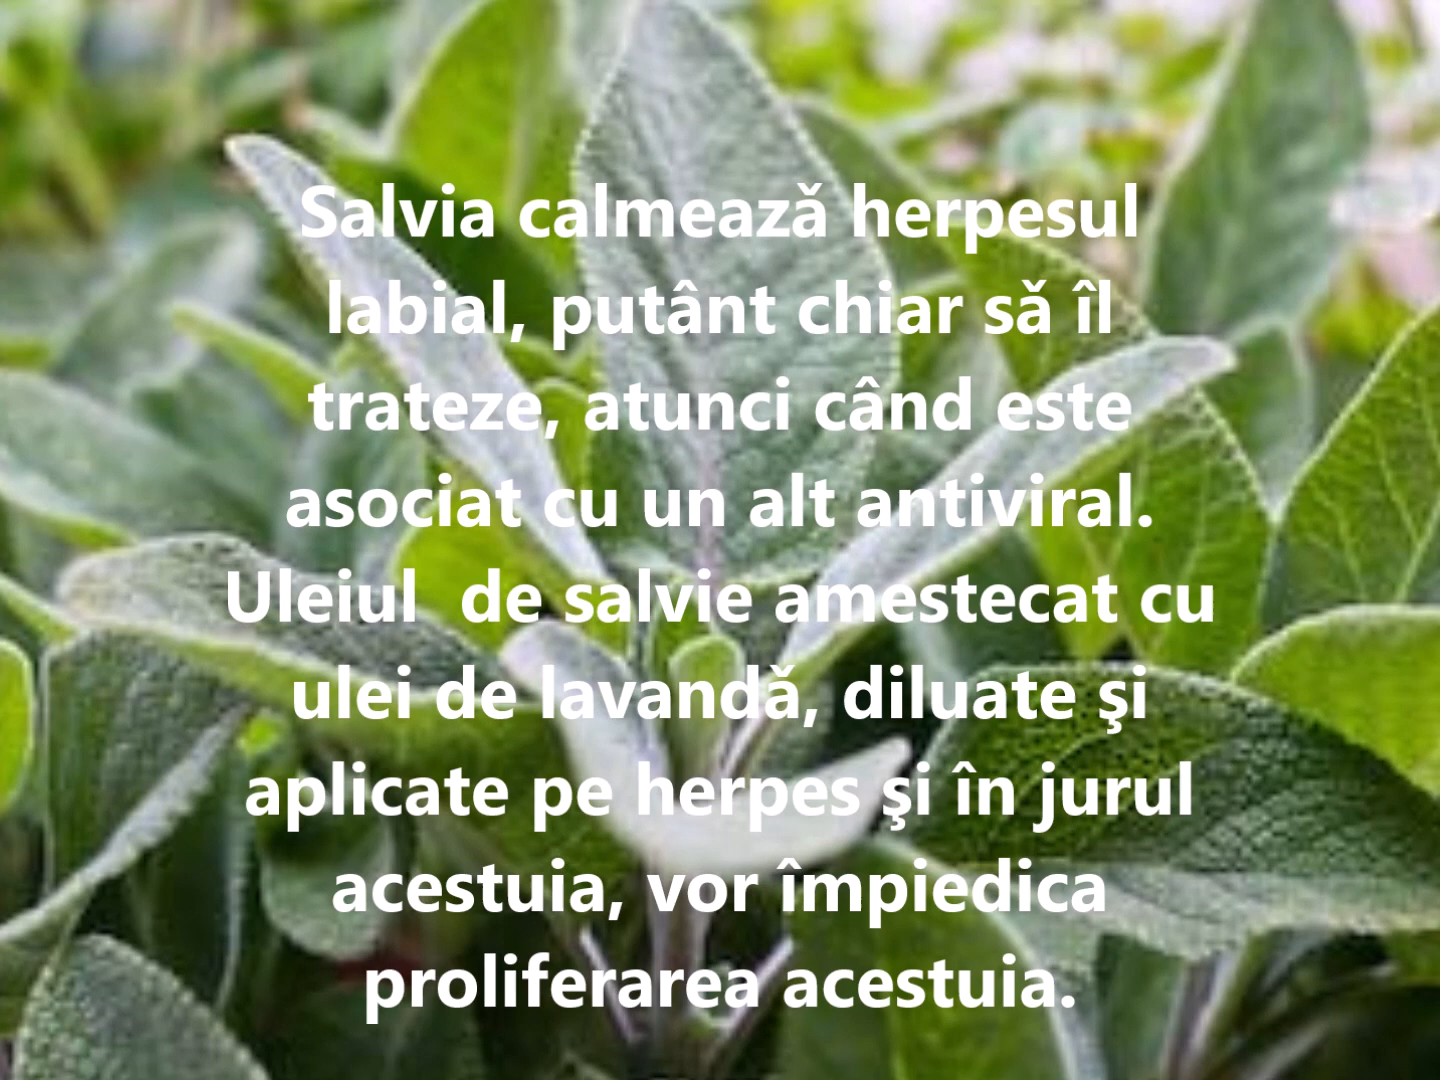 Salvia calmează herpesul
labial, putânt chiar să îl
trateze, atunci când este
asociat cu un alt antiviral.
Uleiul  de salvie amestecat cu
ulei de lavandă, diluate şi
aplicate pe herpes şi în jurul
acestuia, vor împiedica
proliferarea acestuia.